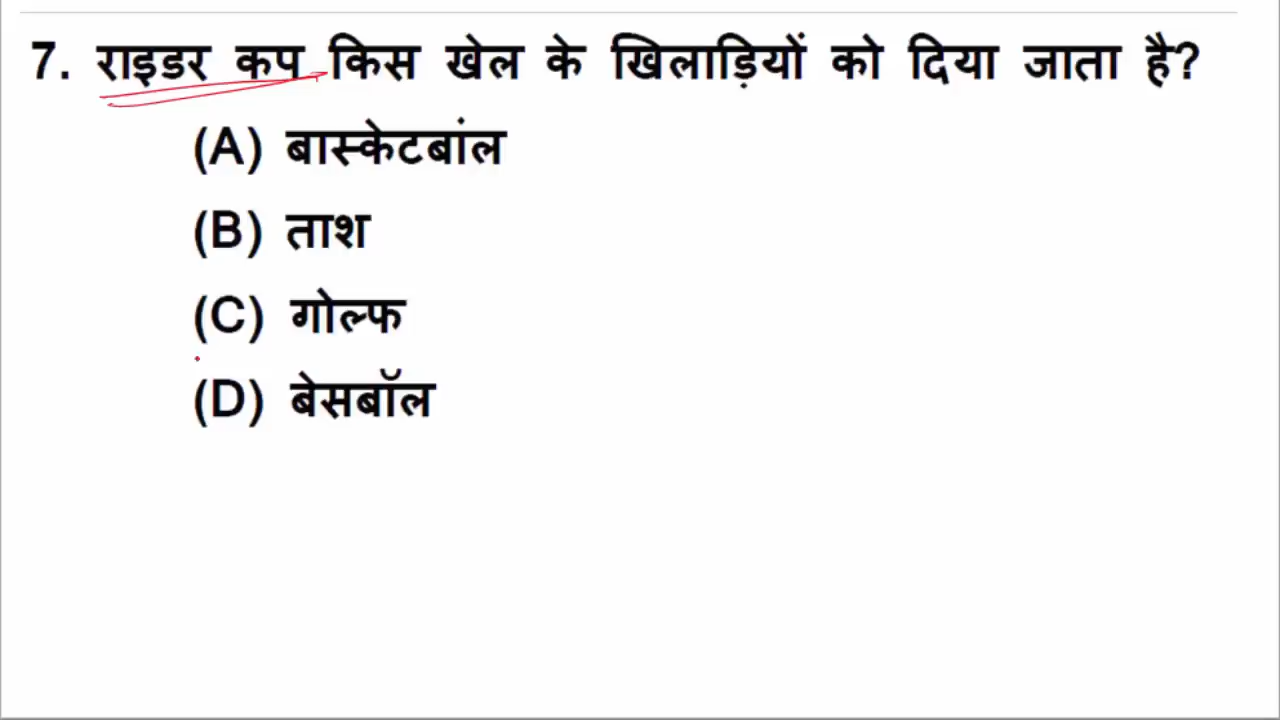 7. राइडर कप किस खेल के खिलाड़ियों को दिया जाता है?
(A) बास्केटबांल
(B) ताश
(C) गोल्फ
(D) बेसबॉल